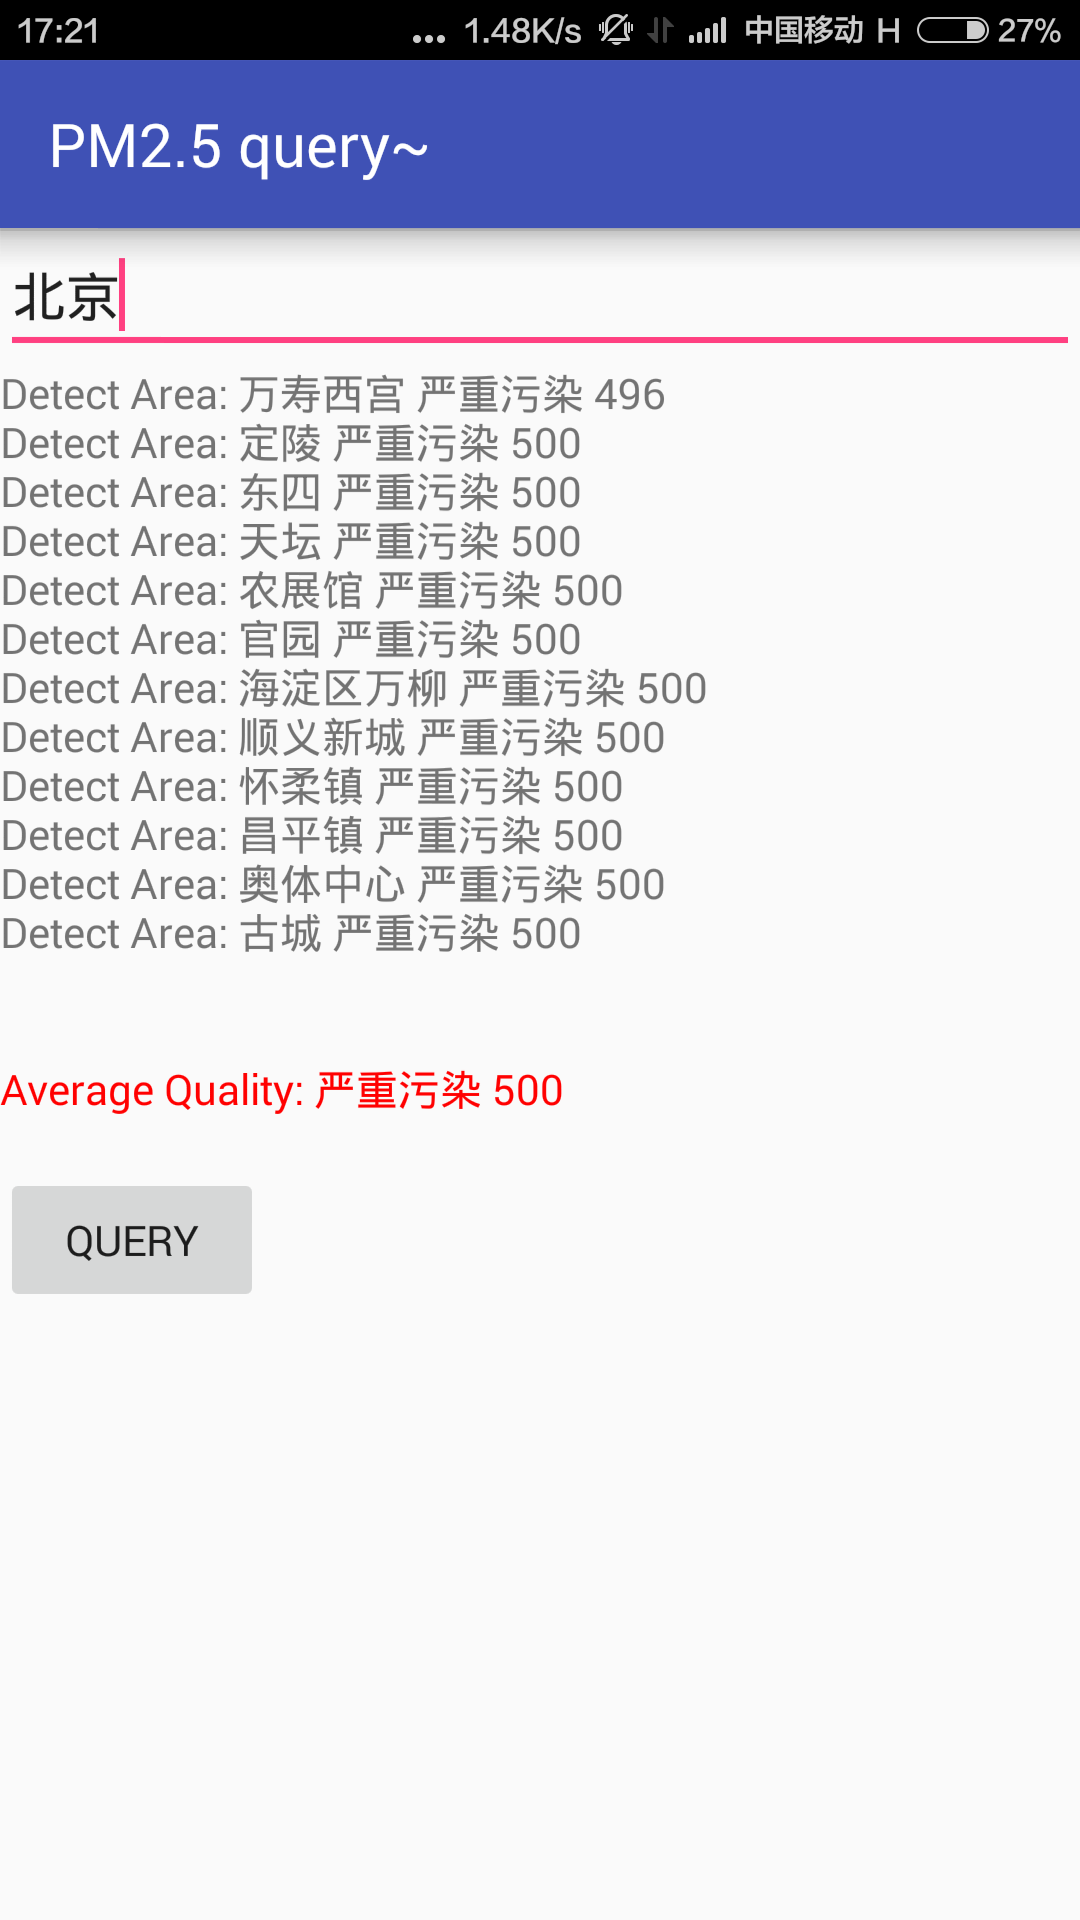 17:21 ... 1.48K/s 中国移动 H 27%
PM2.5 query~
北京
Detect Area: 万寿西宫 严重污染 496
Detect Area: 定陵 严重污染 500
Detect Area: 东四 严重污染 500
Detect Area: 天坛 严重污染 500
Detect Area: 农展馆 严重污染 500
Detect Area: 官园 严重污染 500
Detect Area: 海淀区万柳 严重污染 500
Detect Area: 顺义新城 严重污染 500
Detect Area: 怀柔镇 严重污染 500
Detect Area: 昌平镇 严重污染 500
Detect Area: 奥体中心 严重污染 500
Detect Area: 古城 严重污染 500
Average Quality: 严重污染 500
QUERY